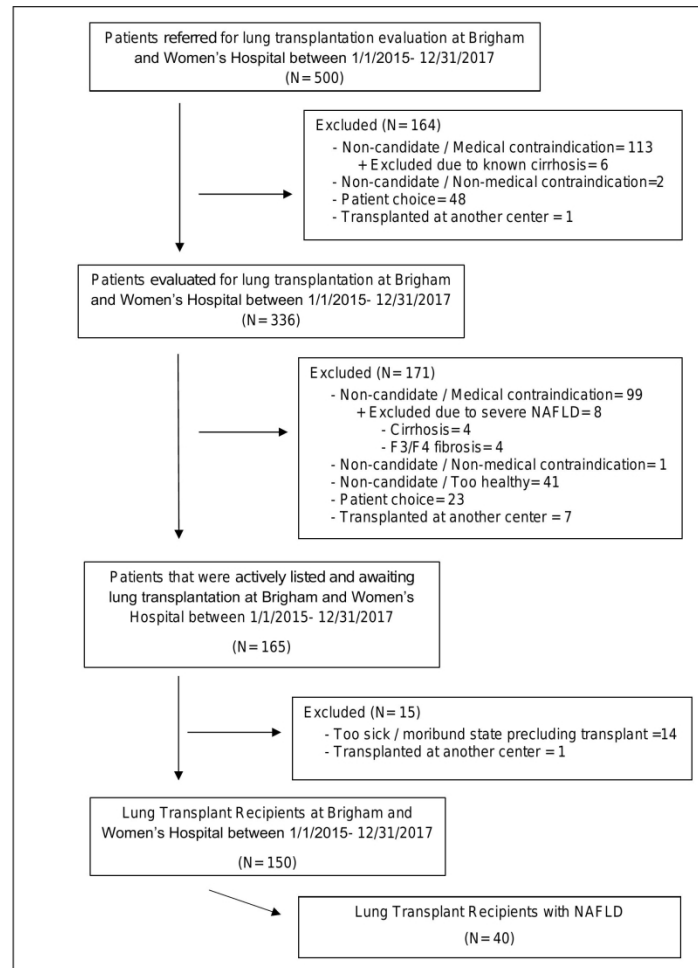 Patients referred for lung transplantation evaluation at Brigham
and Women's Hospital between 1/1/2015- 12/31/2017
(N=500)
Excluded (N=164)
- Non-candidate / Medical contraindication=113
+ Excluded due to known cirrhosis=6
- Non-candidate / Non-medical contraindication=2
- Patient choice=48
- Transplanted at another center = 1
Patients evaluated for lung transplantation at Brigham
and Women's Hospital between 1/1/2015- 12/31/2017
(N=336)
Excluded (N=171)
- Non-candidate / Medical contraindication=99
+Excluded due to severe NAFLD=8
- Cirrhosis=4
- F3/F4 fibrosis=4
- Non-candidate / Non-medical contraindication=1
- Non-candidate / Too healthy=41
- Patient choice=23
- Transplanted at another center = 7
Patients that were actively listed and awaiting
lung transplantation at Brigham and Women's
Hospital between 1/1/2015- 12/31/2017
(N=165)
Excluded (N=15)
- Too sick / moribund state precluding transplant =14
- Transplanted at another center = 1
Lung Transplant Recipients at Brigham and
Women's Hospital between 1/1/2015- 12/31/2017
(N=150)
Lung Transplant Recipients with NAFLD
(N=40)